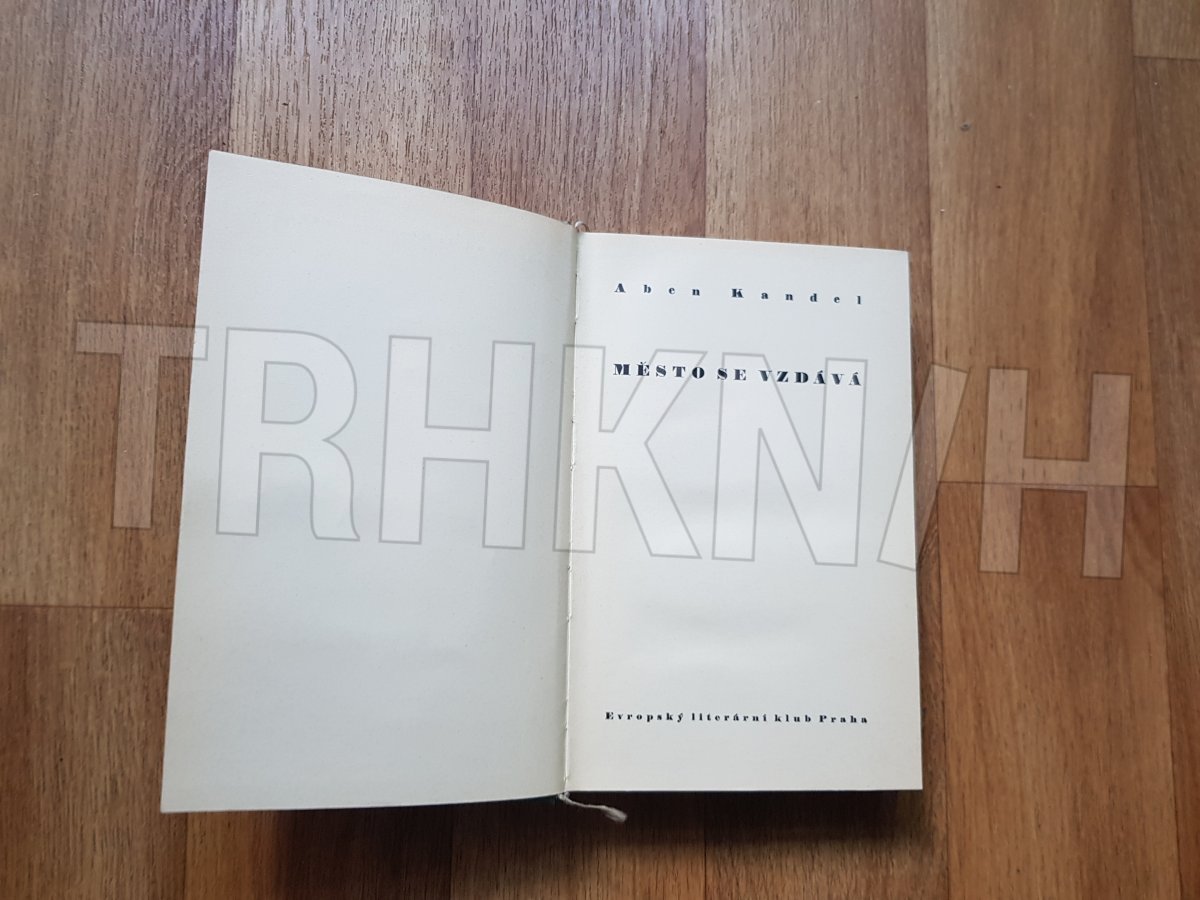 Aben Kandel
MĚSTO SE VZDÁVÁ
TRHKNIH
Evropský literární klub Praha